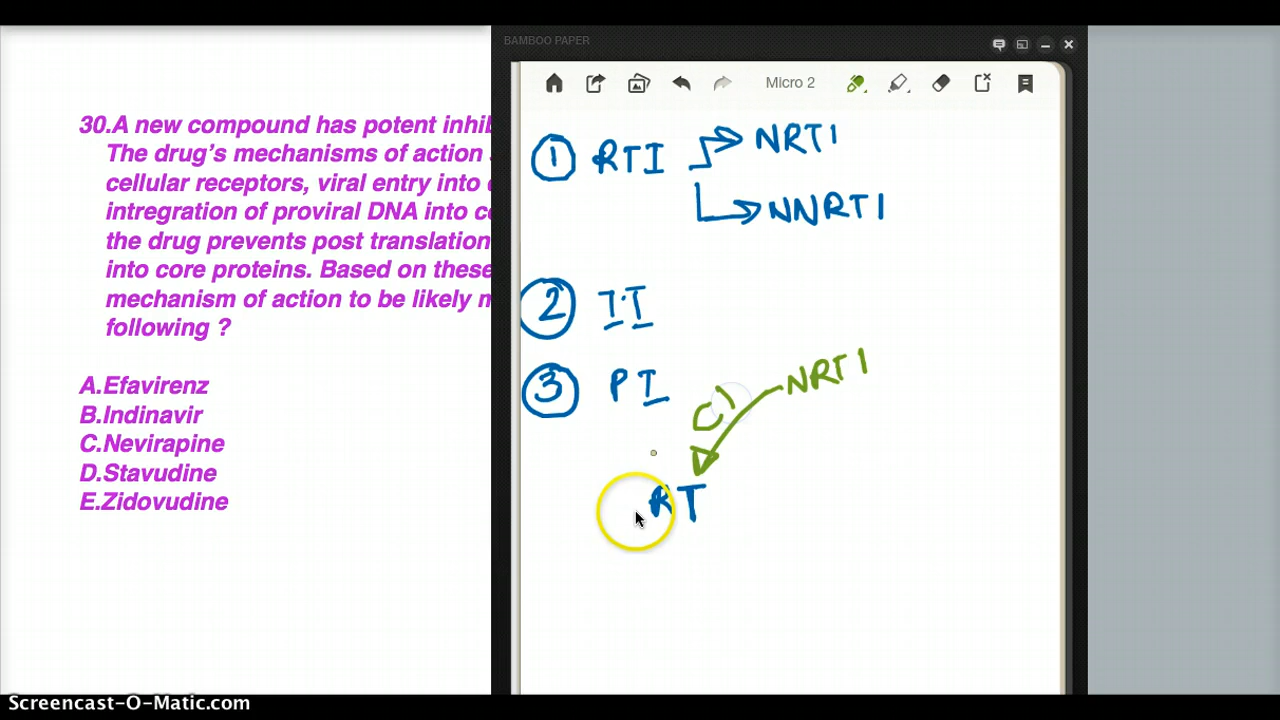 BAMBOO PAPER
Micro 2
30.A new compound has potent inhib
The drug's mechanisms of action
cellular receptors, viral entry into
intregration of proviral DNA into c
the drug prevents post translation
into core proteins. Based on these
mechanism of action to be likely
following ?
A.Efavirenz
B.Indinavir
C.Nevirapine
D.Stavudine
E.Zidovudine
1 RTI NRTI
NNRTI
2 II
3 PI
CI NRTI
RT
Screencast-O-Matic.com